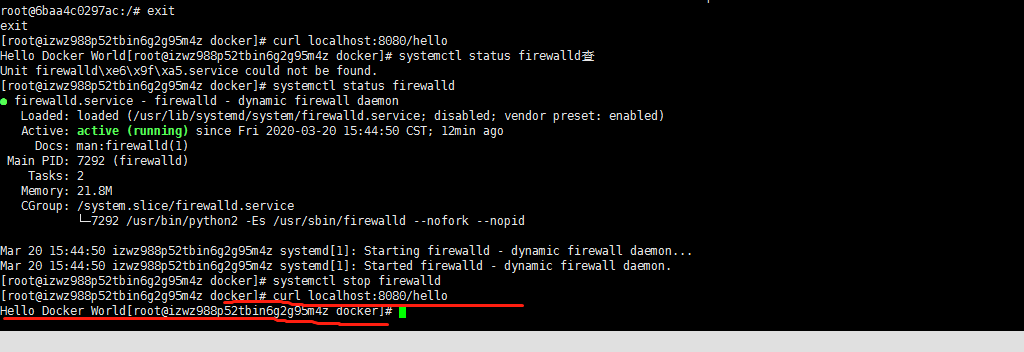 root@6baa4c0297ac:/# exit
exit
[root@izwz988p52tbin6g2g95m4z docker]# curl localhost:8080/hello
Hello Docker World[root@izwz988p52tbin6g2g95m4z docker]# systemctl status firewalld查
Unit firewalld\xe6\x9f\xa5.service could not be found.
[root@izwz988p52tbin6g2g95m4z docker]# systemctl status firewalld
● firewalld.service - firewalld - dynamic firewall daemon
   Loaded: loaded (/usr/lib/systemd/system/firewalld.service; disabled; vendor preset: enabled)
   Active: active (running) since Fri 2020-03-20 15:44:50 CST; 12min ago
     Docs: man:firewalld(1)
 Main PID: 7292 (firewalld)
    Tasks: 2
   Memory: 21.8M
   CGroup: /system.slice/firewalld.service
           └─7292 /usr/bin/python2 -Es /usr/sbin/firewalld --nofork --nopid
Mar 20 15:44:50 izwz988p52tbin6g2g95m4z systemd[1]: Starting firewalld - dynamic firewall daemon...
Mar 20 15:44:50 izwz988p52tbin6g2g95m4z systemd[1]: Started firewalld - dynamic firewall daemon.
[root@izwz988p52tbin6g2g95m4z docker]# systemctl stop firewalld
[root@izwz988p52tbin6g2g95m4z docker]# curl localhost:8080/hello
Hello Docker World[root@izwz988p52tbin6g2g95m4z docker]#